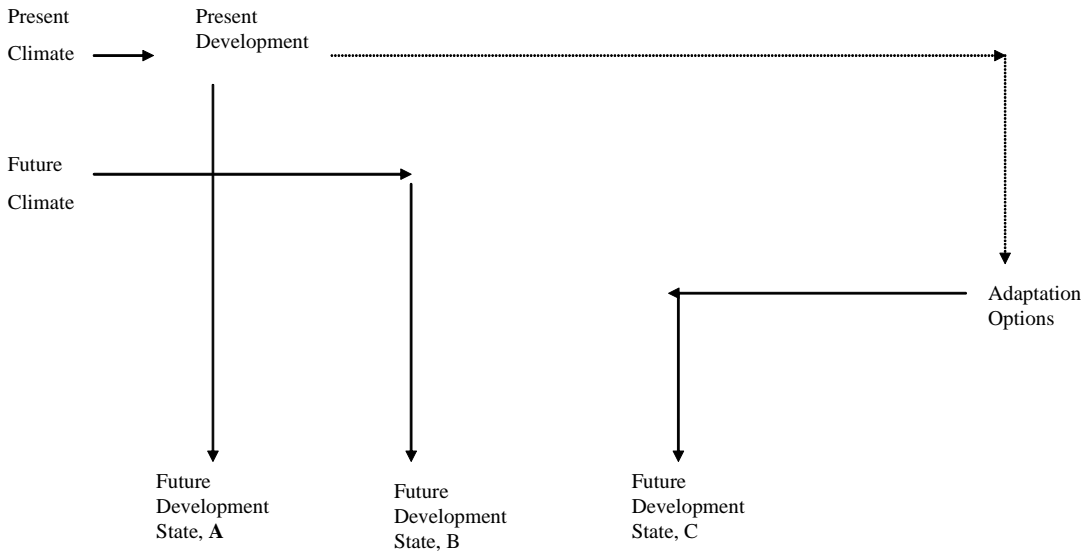 Present
Climate
Present
Development
Future
Climate
Adaptation
Options
Future
Development
State, A
Future
Development
State, B
Future
Development
State, C